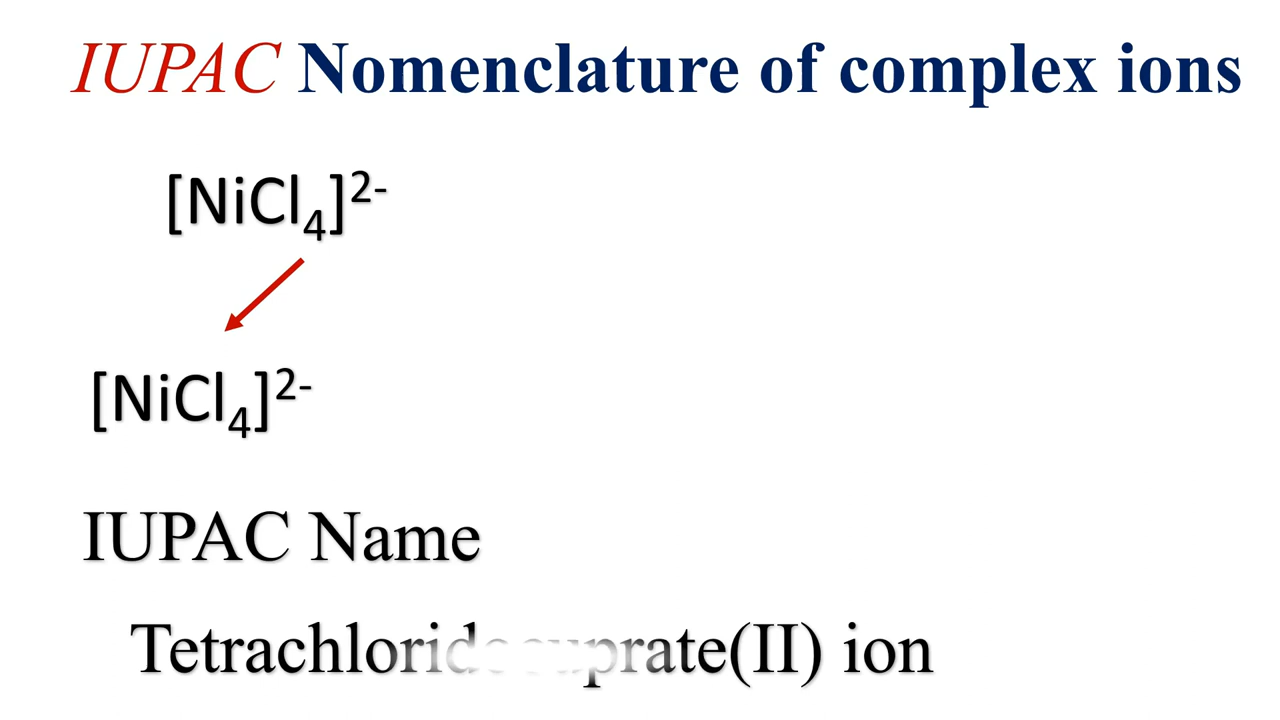 IUPAC Nomenclature of complex ions
[NiCl₄]²⁻
[NiCl₄]²⁻
IUPAC Name
Tetrachloridocuprate(II) ion